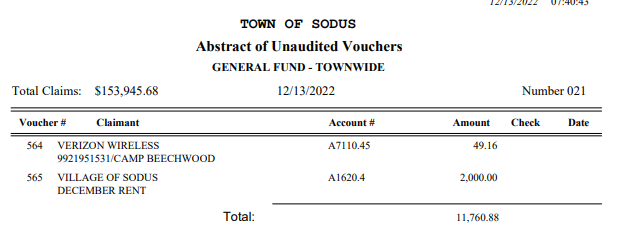 12/13/2022 07:40:43
TOWN OF SODUS
Abstract of Unaudited Vouchers
GENERAL FUND - TOWNWIDE
Total Claims: $153,945.68 12/13/2022 Number 021
Voucher # Claimant Account # Amount Check Date
564 VERIZON WIRELESS A7110.45 49.16
9921951531/CAMP BEECHWOOD
565 VILLAGE OF SODUS A1620.4 2,000.00
DECEMBER RENT
Total: 11,760.88